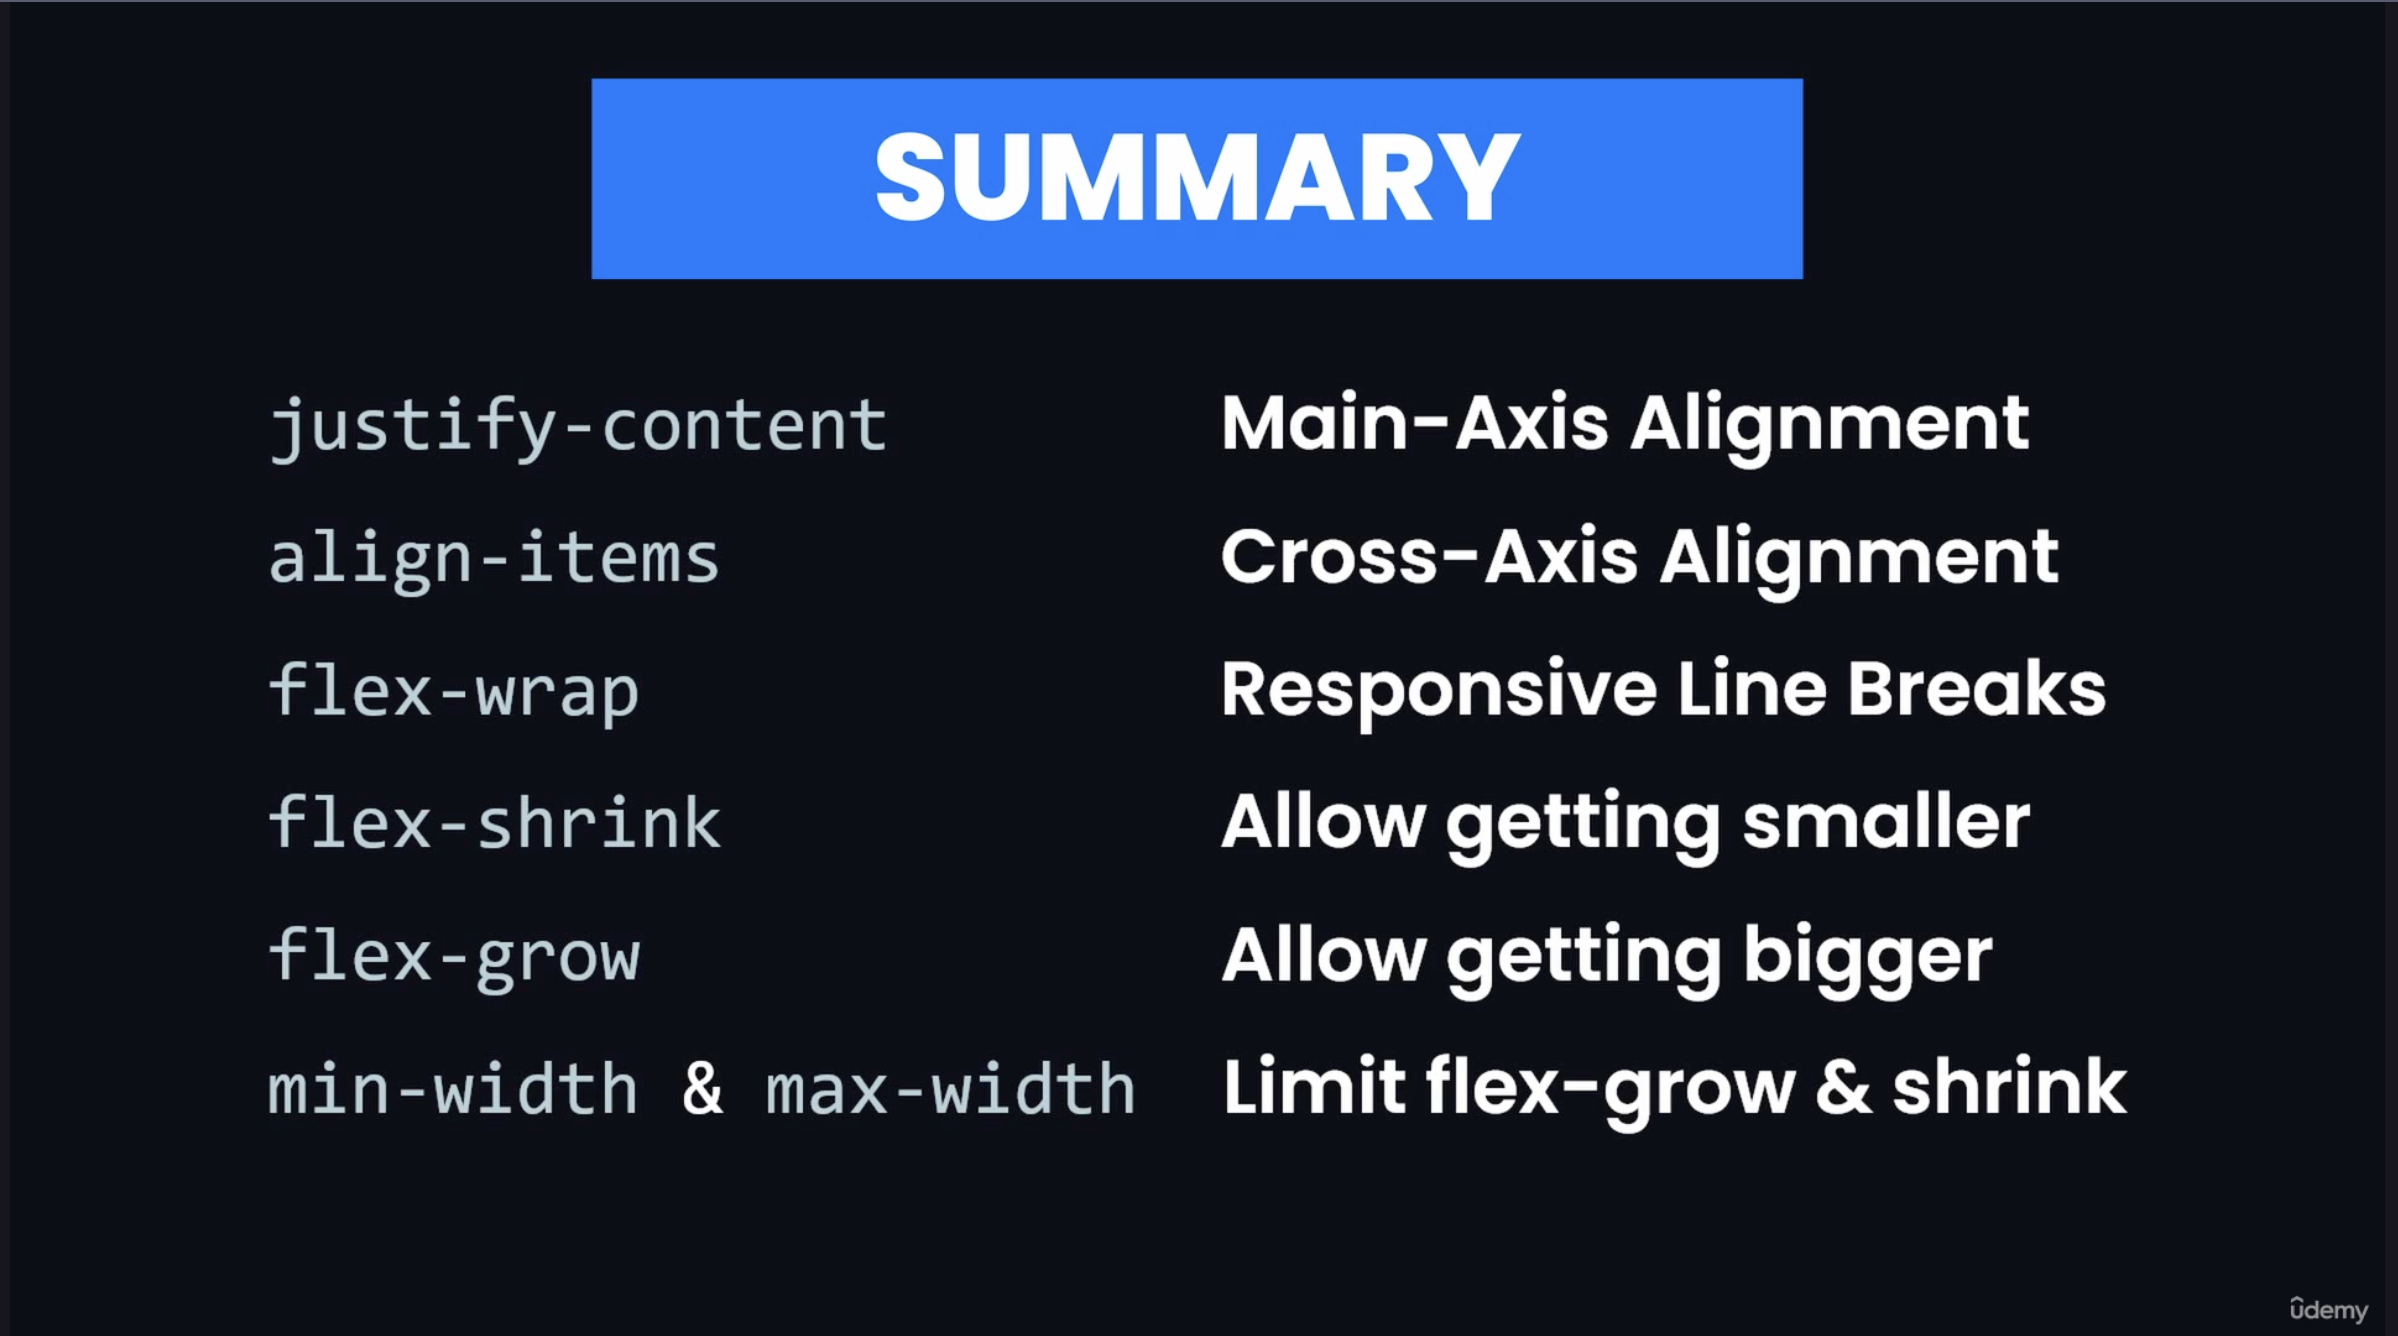 SUMMARY
justify-content Main-Axis Alignment
align-items Cross-Axis Alignment
flex-wrap Responsive Line Breaks
flex-shrink Allow getting smaller
flex-grow Allow getting bigger
min-width & max-width Limit flex-grow & shrink
ûdemy